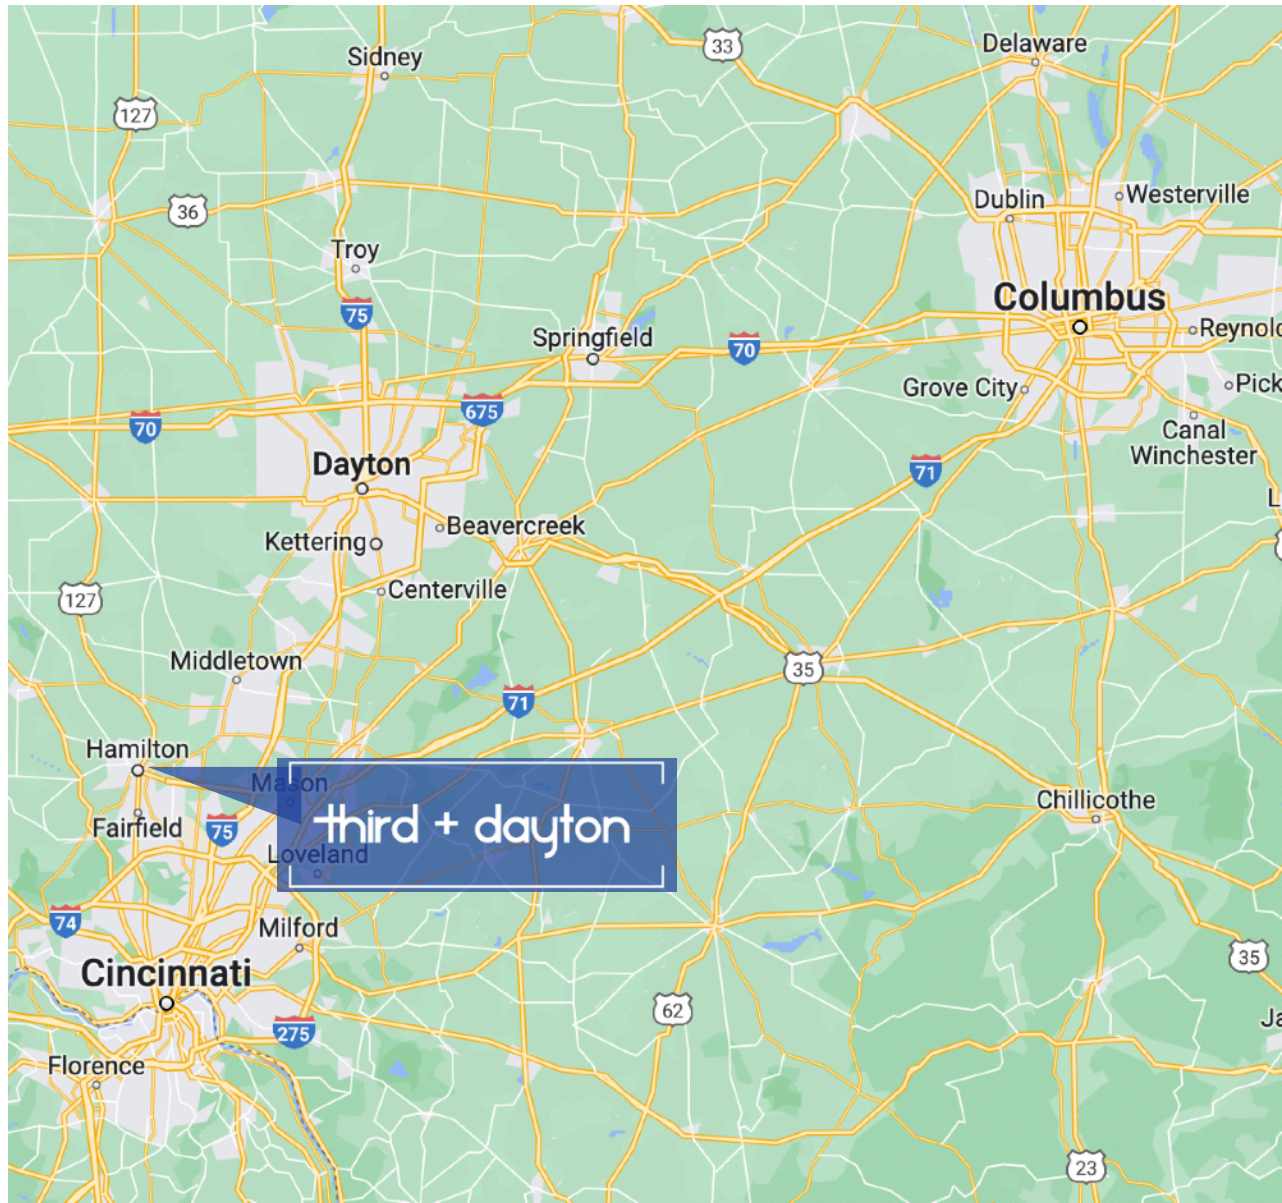 33
Delaware
Sidney
127
36
Dublin
Westerville
Troy
75
Columbus
Springfield
70
Reynold
Grove City
Pick
675
70
Canal
Winchester
Dayton
71
Beavercreek
Kettering
Centerville
127
Middletown
35
71
Hamilton
Mason
Chillicothe
Fairfield
75
third + dayton
Loveland
74
Milford
Cincinnati
35
62
275
Ja
Florence
23